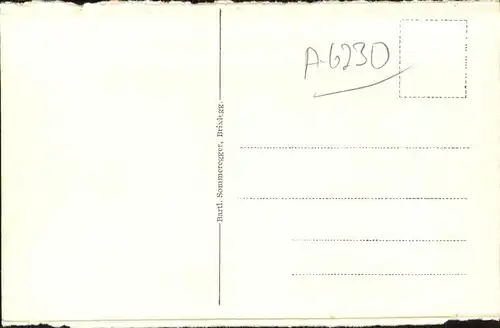 A-6230
Bartl. Sommeregger, Brixlegg.